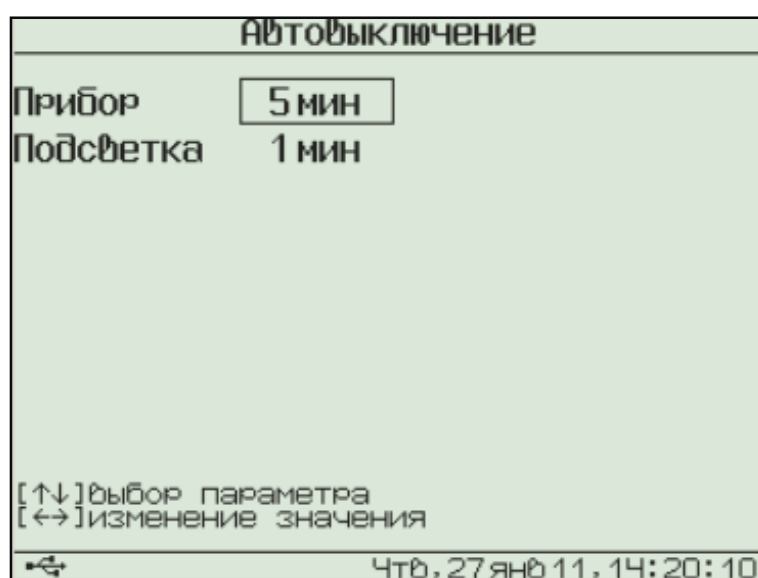 Автовыключение
Прибор 5 мин
Подсветка 1 мин
[↑↓]выбор параметра
[↔]изменение значения
Чтв,27янв11,14:20:10